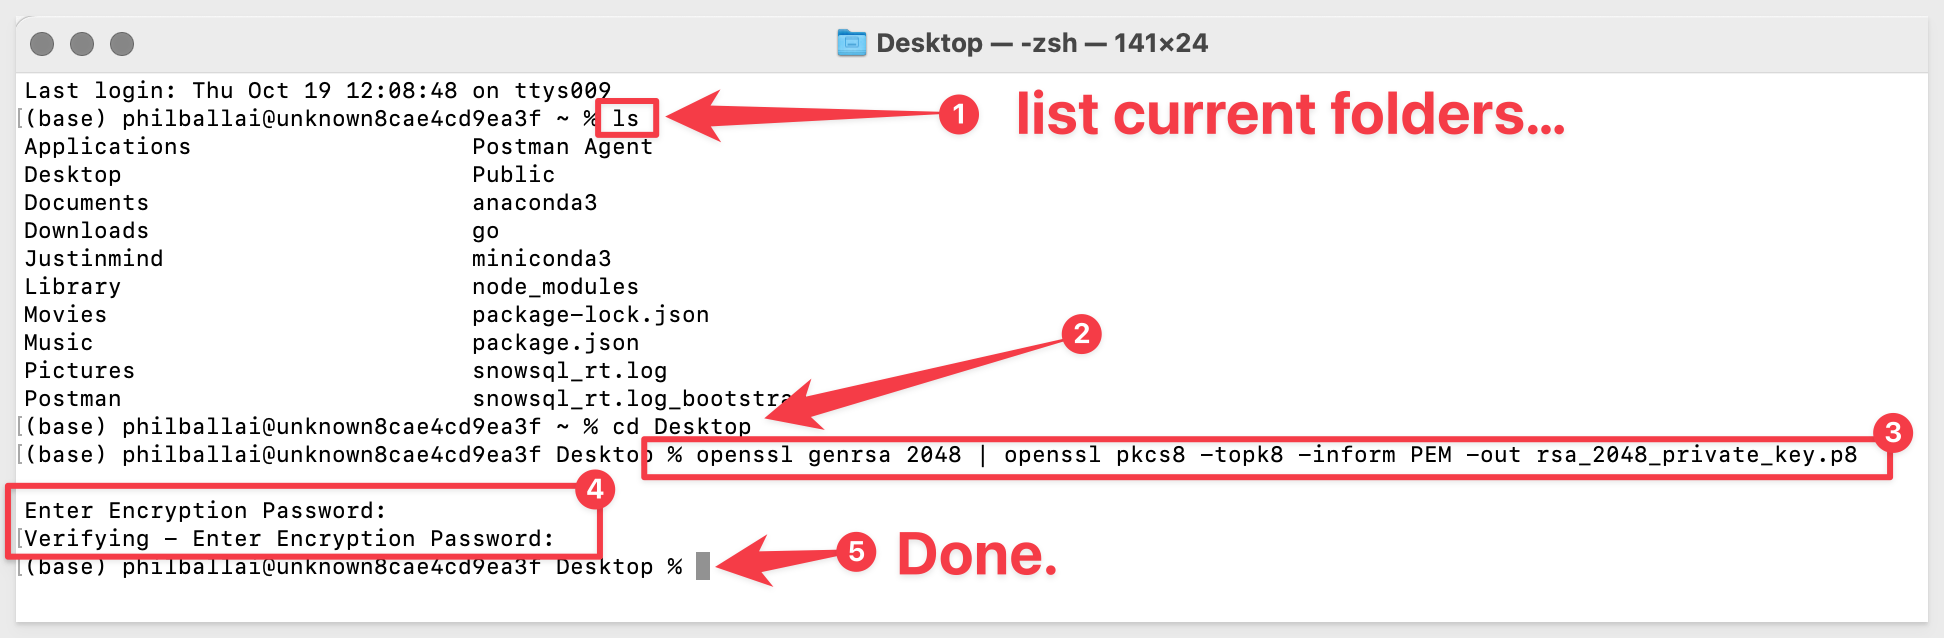 Desktop — -zsh — 141×24
Last login: Thu Oct 19 12:08:48 on ttys009
(base) philballai@unknown8cae4cd9ea3f ~ % ls
1 list current folders...
Applications Postman Agent
Desktop Public
Documents anaconda3
Downloads go
Justinmind miniconda3
Library node_modules
Movies package-lock.json
Music package.json
2
Pictures snowsql_rt.log
Postman snowsql_rt.log_bootstra
(base) philballai@unknown8cae4cd9ea3f ~ % cd Desktop
(base) philballai@unknown8cae4cd9ea3f Desktop % openssl genrsa 2048 | openssl pkcs8 -topk8 -inform PEM -out rsa_2048_private_key.p8
3
4
Enter Encryption Password:
Verifying - Enter Encryption Password:
(base) philballai@unknown8cae4cd9ea3f Desktop %
5 Done.